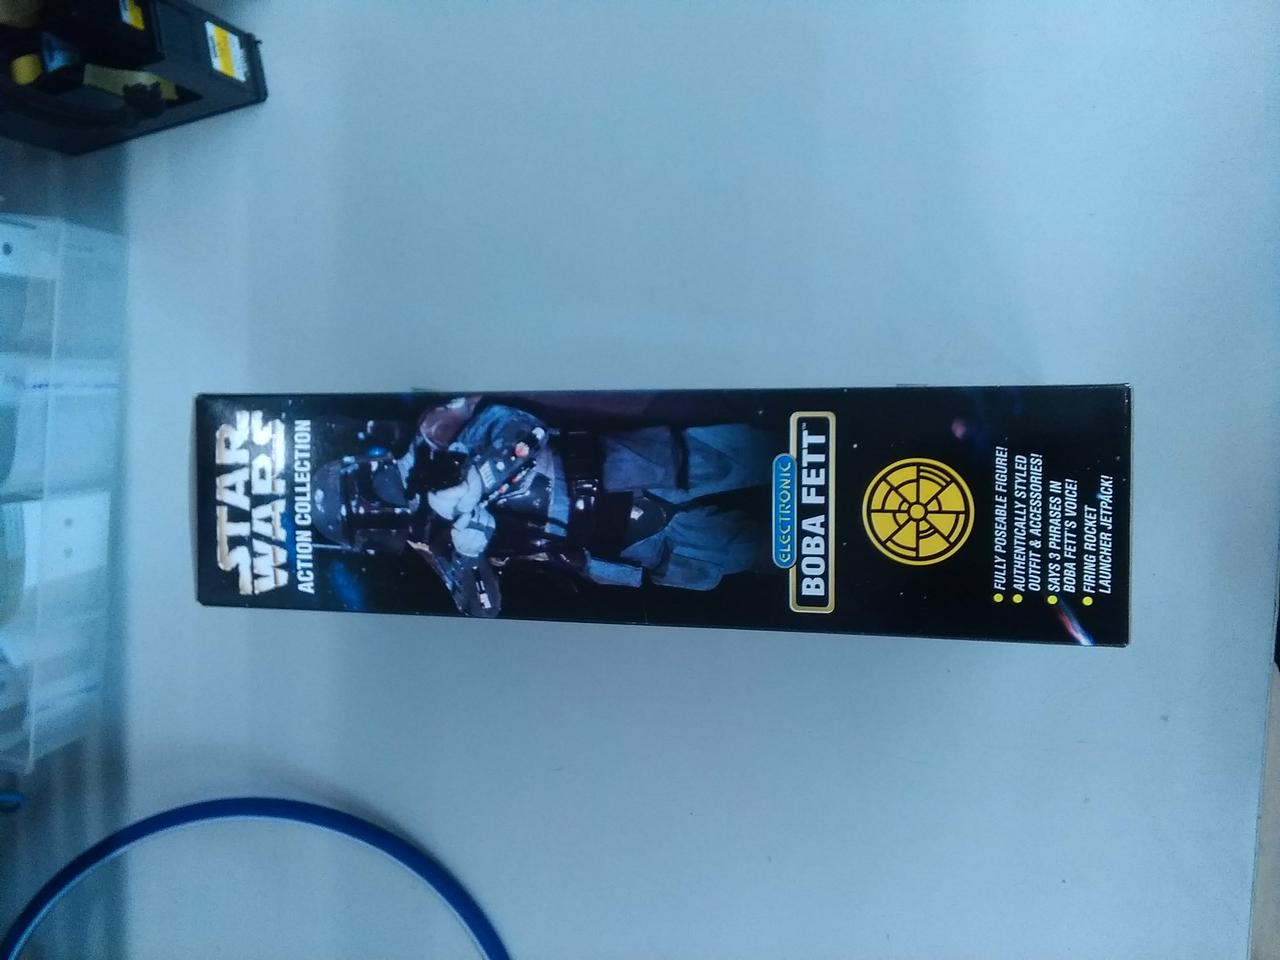 STAR
WARS
ACTION COLLECTION
ELECTRONIC
BOBA FETT™
• FULLY POSEABLE FIGURE!
• AUTHENTICALLY STYLED
OUTFIT & ACCESSORIES!
• SAYS 3 PHRASES IN
BOBA FETT'S VOICE!
• FIRING ROCKET
LAUNCHER JETPACK!